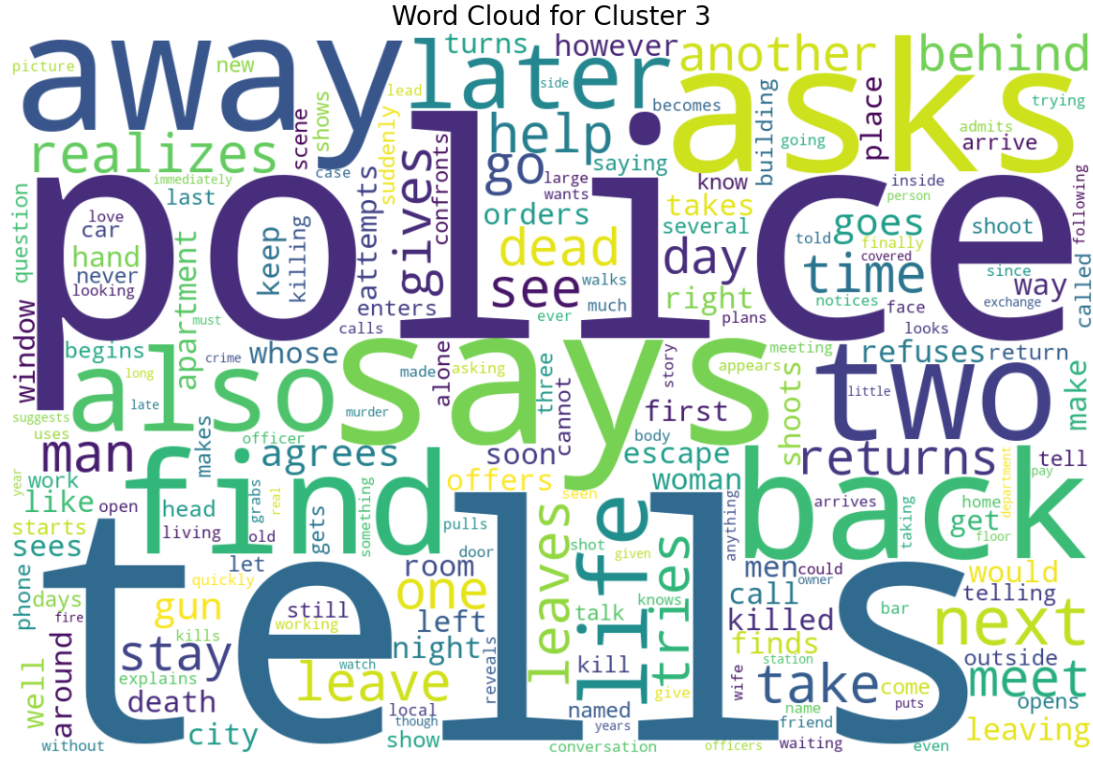 Word Cloud for Cluster 3
picture
away
new
lead
later
turns
side
however
another
becomes
asks
behind
trying
realizes
scene
shows
suddenly
case
immediately
help
go
saying
building
place
going
admits
arrive
question
last
love
car
hand
never
looking
police
keep
killing
attempts
gives
confronts
large
wants
orders
know
takes
several
dead
day
see
walks
much
right
told
goes
finally
covered
inside
person
shoot
following
time
since
way
called
window
must
apartment
enters
calls
ever
plans
notices
face
looks
exchange
begins
crime
whose
made
alone
asking
three
story
meeting
appears
refuses
return
make
suggests
long
late
also
murder
says
cannot
first
shoots
two
little
uses
officer
man
makes
agrees
soon
body
escape
returns
tell
year
work
like
open
find
head
living
grabs
old
real
something
gets
offers
seen
pulls
woman
life
anything
back
arrives
taking
home
get
department
floor
pay
starts
sees
phone
days
let
quickly
door
room
one
leaves
shot
given
tries
men
could
owner
call
would
telling
fire
tells
gun
kills
still
working
left
talk
knows
killed
finds
bar
next
well
around
stay
explains
leave
watch
night
reveals
kill
give
wife
station
take
come
puts
outside
meet
opens
death
local
though
named
years
name
friend
leaving
without
city
show
conversation
officers
waiting
even